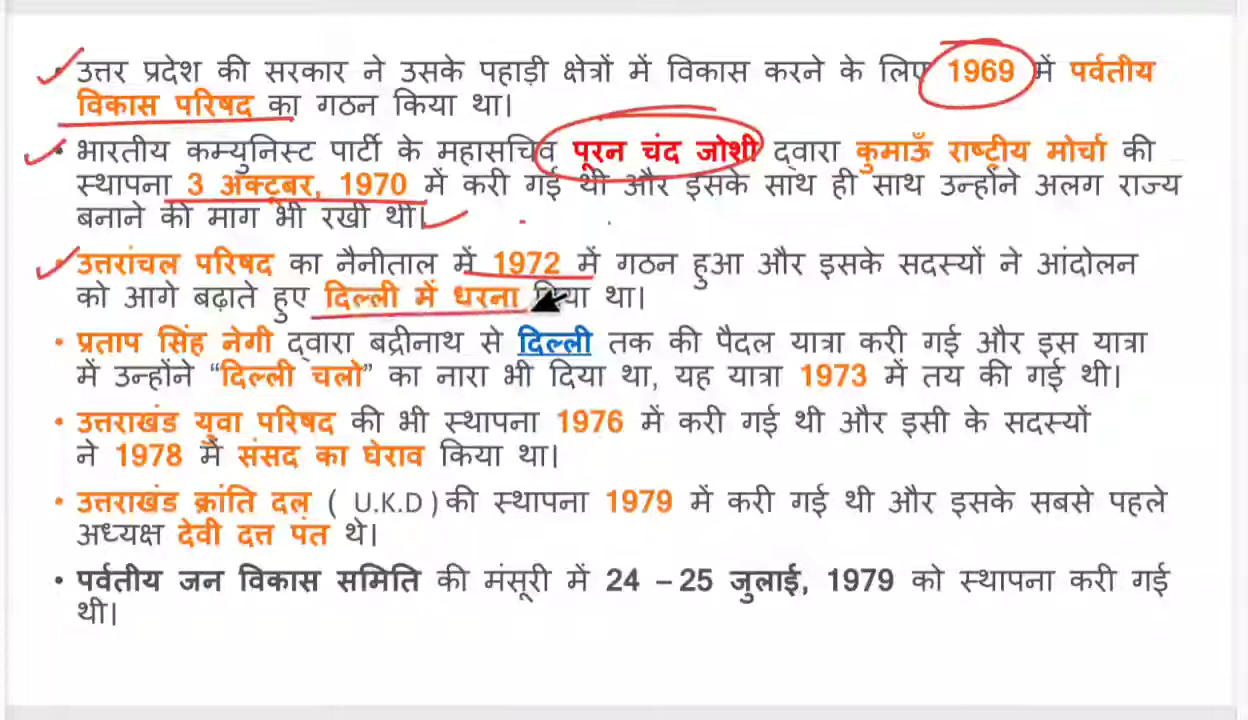 • उत्तर प्रदेश की सरकार ने उसके पहाड़ी क्षेत्रों में विकास करने के लिए 1969 में पर्वतीय
विकास परिषद का गठन किया था।
• भारतीय कम्युनिस्ट पार्टी के महासचिव पूरन चंद जोशी द्वारा कुमाऊँ राष्ट्रीय मोर्चा की
स्थापना 3 अक्टूबर, 1970 में करी गई थी और इसके साथ ही साथ उन्होंने अलग राज्य
बनाने की मांग भी रखी थी।
• उत्तरांचल परिषद का नैनीताल में 1972 में गठन हुआ और इसके सदस्यों ने आंदोलन
को आगे बढ़ाते हुए दिल्ली में धरना किया था।
• प्रताप सिंह नेगी द्वारा बद्रीनाथ से दिल्ली तक की पैदल यात्रा करी गई और इस यात्रा
में उन्होंने “दिल्ली चलो” का नारा भी दिया था, यह यात्रा 1973 में तय की गई थी।
• उत्तराखंड युवा परिषद की भी स्थापना 1976 में करी गई थी और इसी के सदस्यों
ने 1978 में संसद का घेराव किया था।
• उत्तराखंड क्रांति दल ( U.K.D ) की स्थापना 1979 में करी गई थी और इसके सबसे पहले
अध्यक्ष देवी दत्त पंत थे।
• पर्वतीय जन विकास समिति की मंसूरी में 24 – 25 जुलाई, 1979 को स्थापना करी गई
थी।